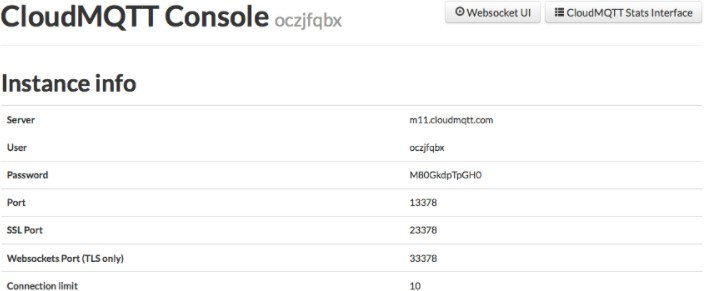 CloudMQTT Console oczjfqbx
Websocket UI
CloudMQTT Stats Interface
Instance info
Server m11.cloudmqtt.com
User oczjfqbx
Password M80GkdpTpGH0
Port 13378
SSL Port 23378
Websockets Port (TLS only) 33378
Connection limit 10